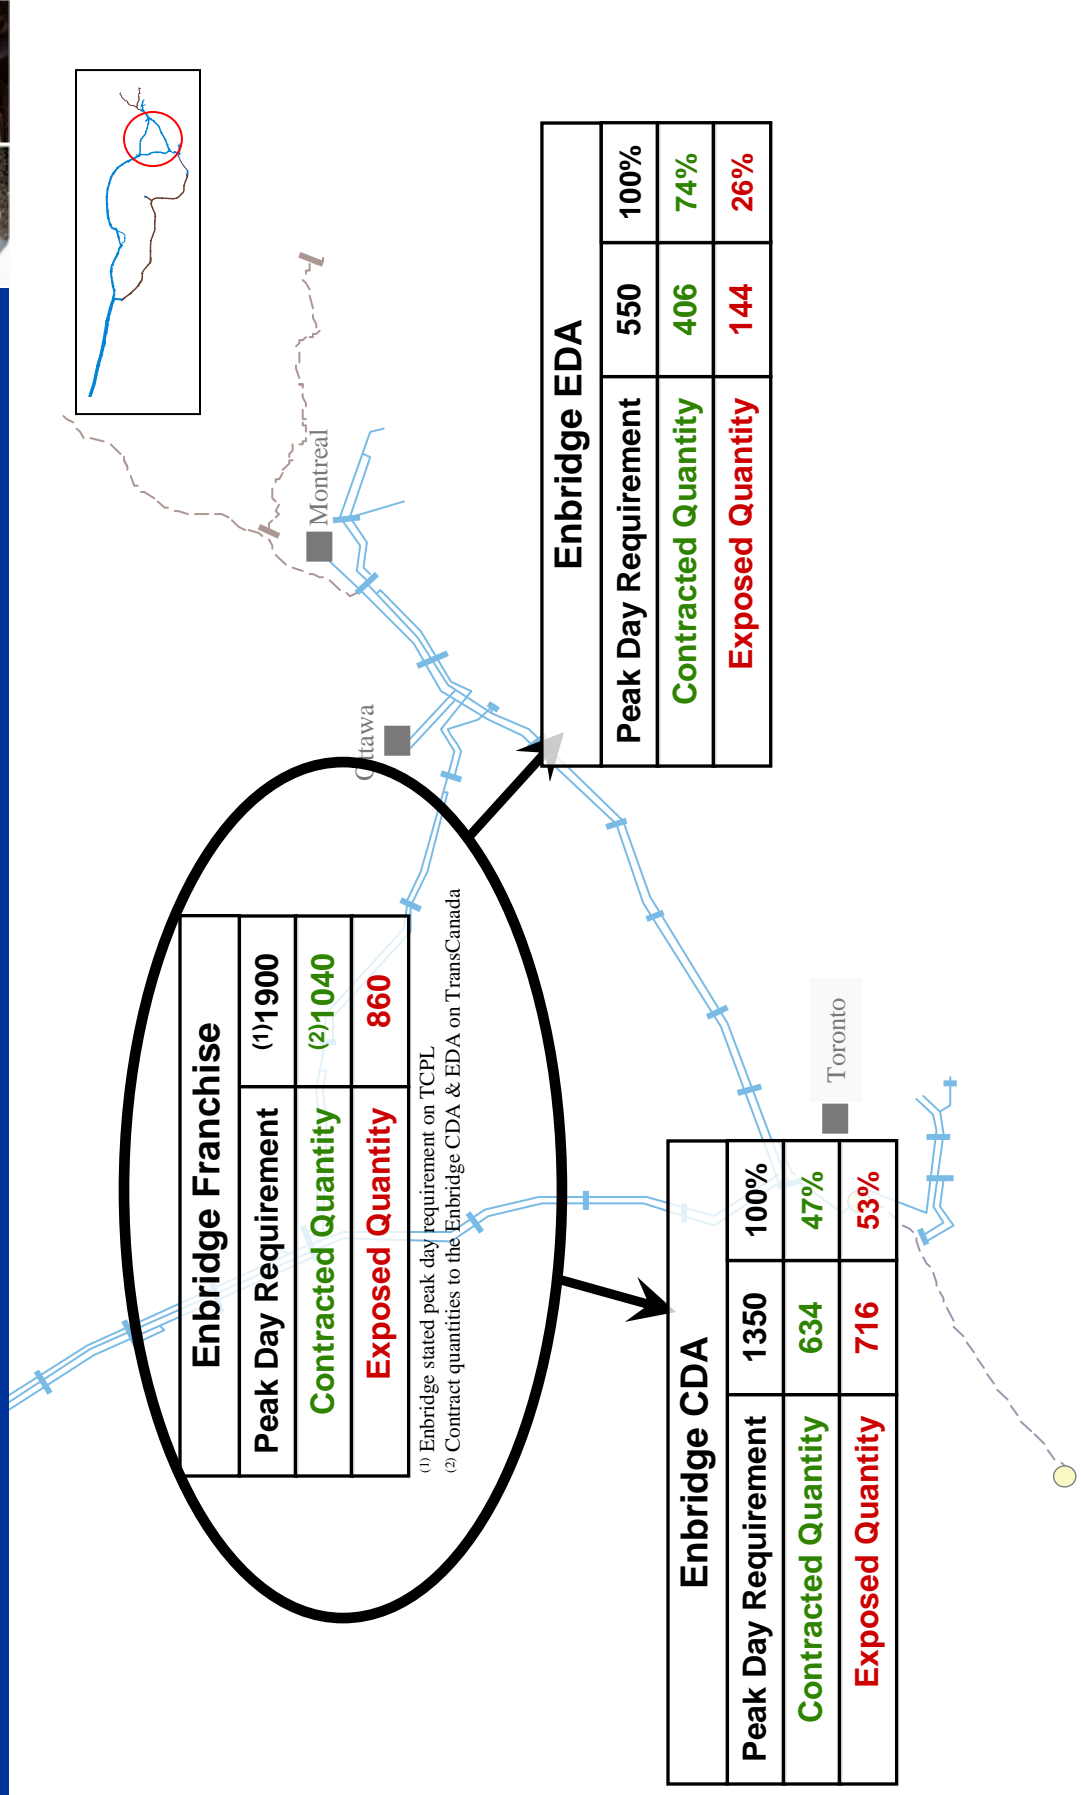 Enbridge Franchise
Peak Day Requirement (1)1900
Contracted Quantity (2)1040
Exposed Quantity 860
(1) Enbridge stated peak day requirement on TCPL
(2) Contract quantities to the Enbridge CDA & EDA on TransCanada
Ottawa
Montreal
Enbridge EDA
Peak Day Requirement 550 100%
Contracted Quantity 406 74%
Exposed Quantity 144 26%
Enbridge CDA
Peak Day Requirement 1350 100%
Contracted Quantity 634 47%
Exposed Quantity 716 53%
Toronto